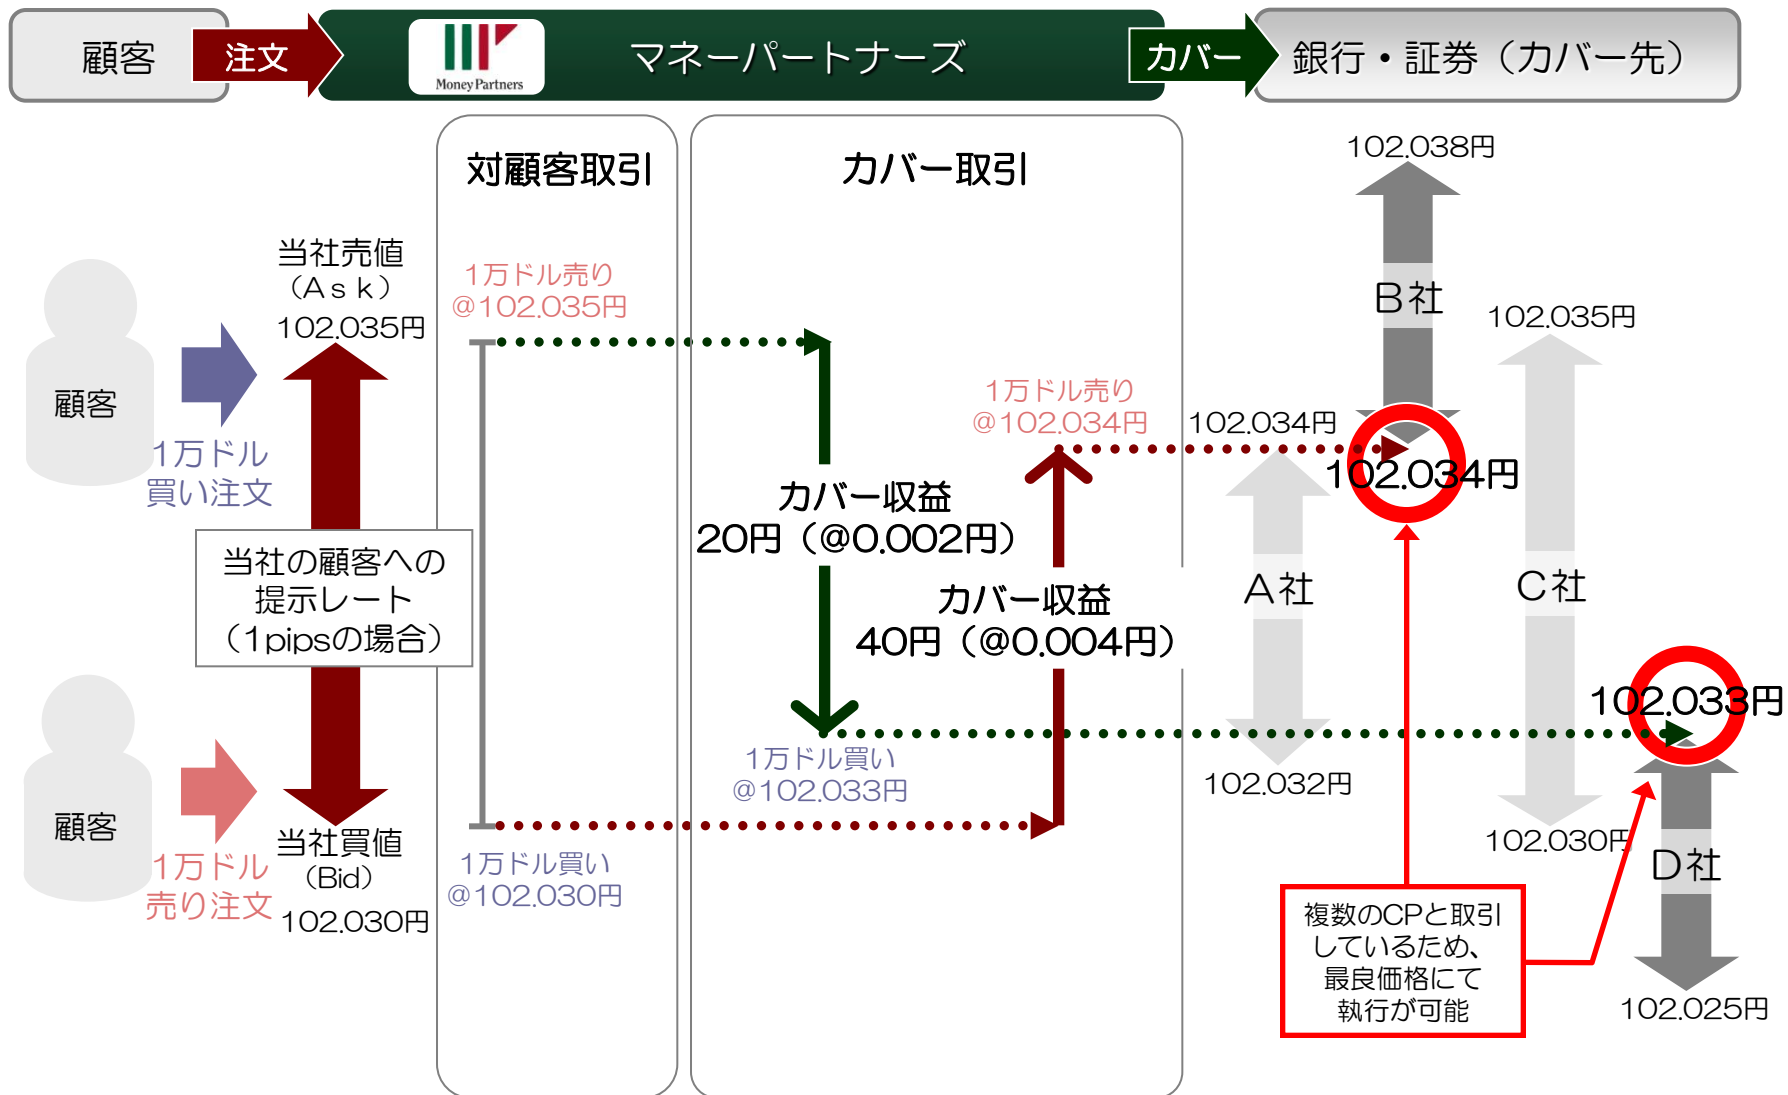 顧客
注文
Money Partners
マネーパートナーズ
カバー
銀行・証券（カバー先）
対顧客取引
カバー取引
当社売値
（Ａｓｋ）
102.035円
顧客
1万ドル
買い注文
当社の顧客への
提示レート
（1pipsの場合）
顧客
1万ドル
売り注文
当社買値
（Bid）
102.030円
1万ドル売り
@102.035円
1万ドル買い
@102.030円
カバー収益
20円（@0.002円）
1万ドル買い
@102.033円
1万ドル売り
@102.034円
カバー収益
40円（@0.004円）
102.034円
Ａ社
102.032円
102.038円
Ｂ社
102.034円
102.035円
Ｃ社
102.030円
102.033円
Ｄ社
102.025円
複数のCPと取引
しているため、
最良価格にて
執行が可能